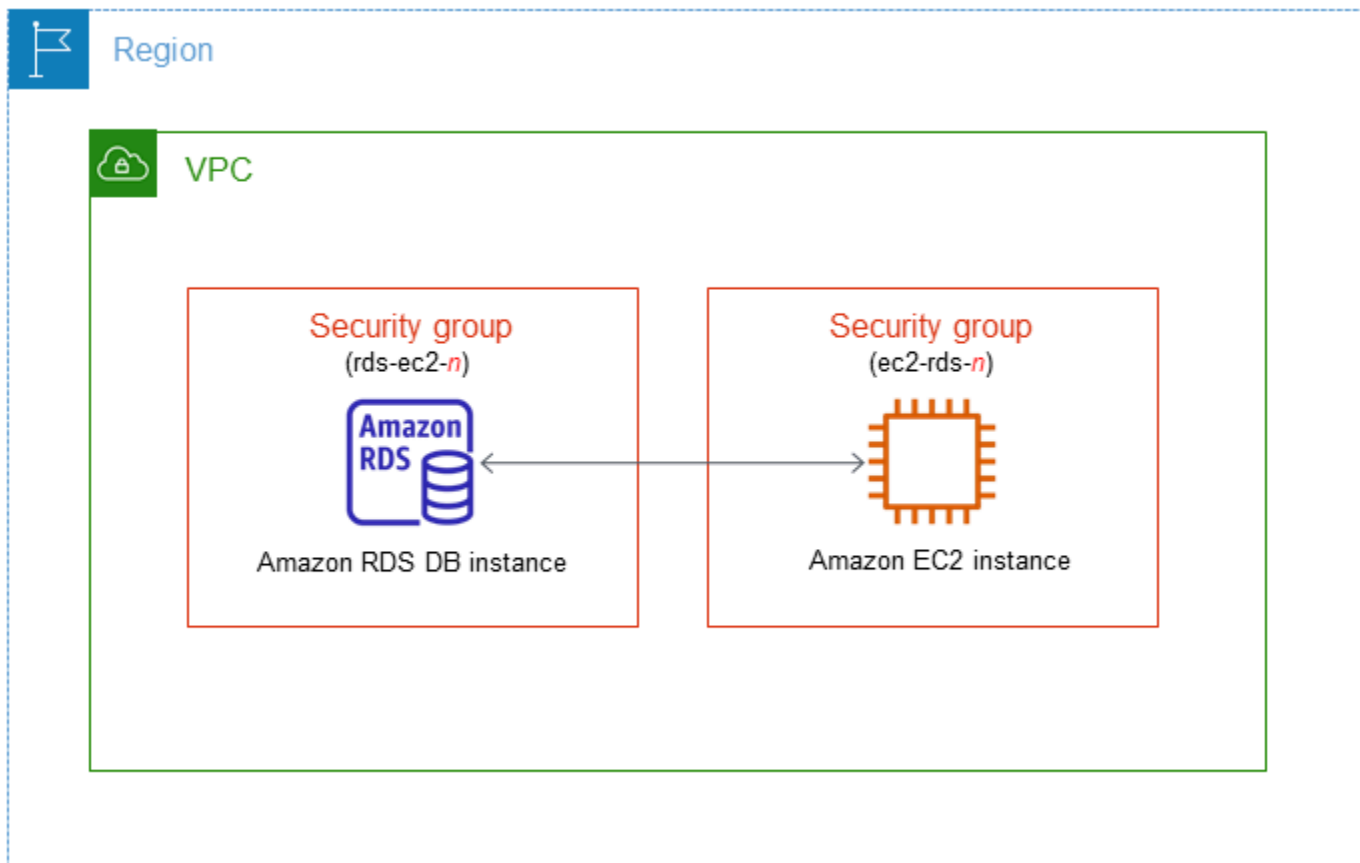 Region
VPC
Security group
(rds-ec2-n)
Amazon
RDS
Amazon RDS DB instance
Security group
(ec2-rds-n)
Amazon EC2 instance